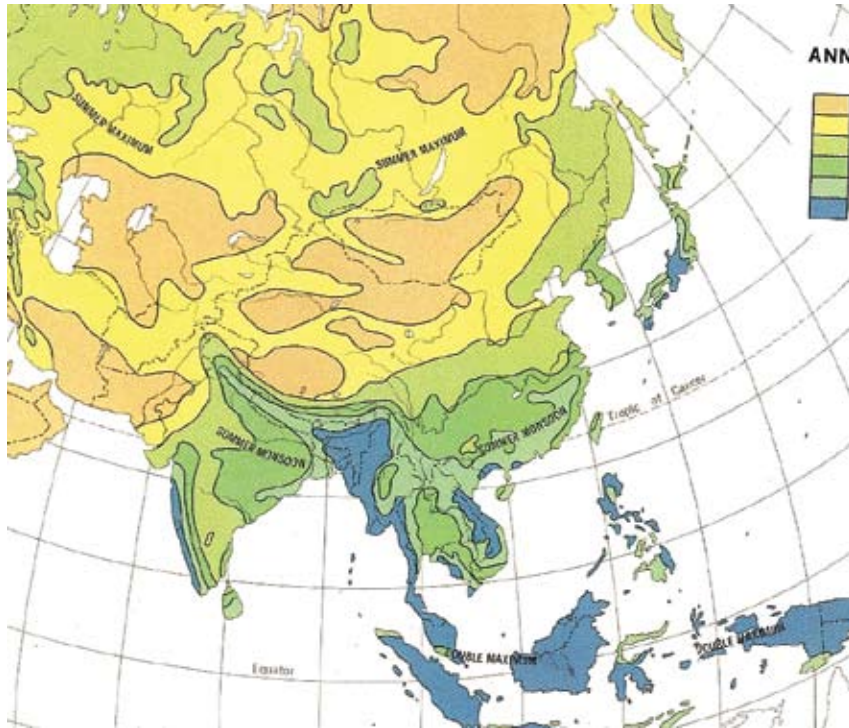 ANN
SUMMER MAXIMUM
SUMMER MAXIMUM
Tropic of Cancer
SUMMER MONSOON
SUMMER MONSOON
Equator
DOUBLE MAXIMUM
DOUBLE MAXIMUM